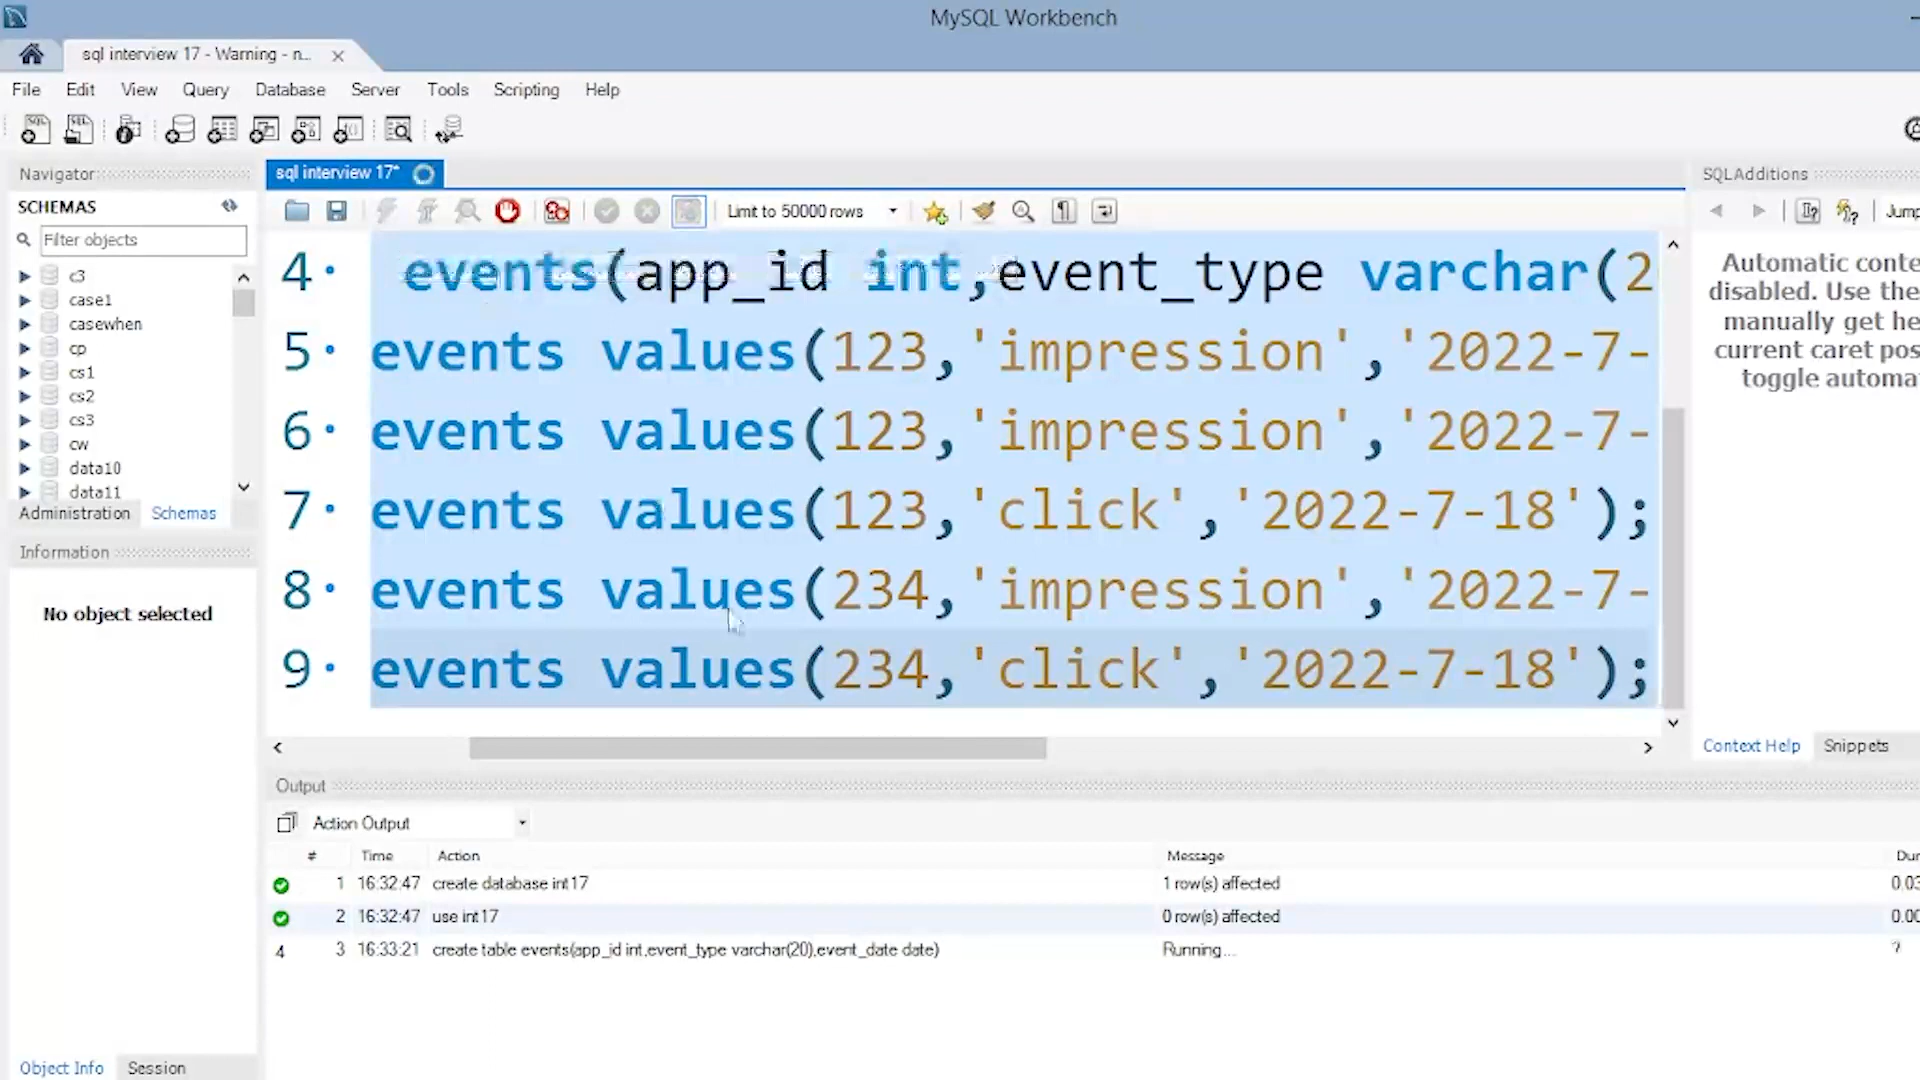 MySQL Workbench
sql interview 17 - Warning - n...
File Edit View Query Database Server Tools Scripting Help
Navigator
SCHEMAS
Filter objects
c3
case1
casewhen
cp
cs1
cs2
cs3
cw
data10
data11
Administration Schemas
Information
No object selected
Object Info Session
sql interview 17*
Limit to 50000 rows
4 events(app_id int,event_type varchar(2
5 events values(123,'impression','2022-7-
6 events values(123,'impression','2022-7-
7 events values(123,'click','2022-7-18');
8 events values(234,'impression','2022-7-
9 events values(234,'click','2022-7-18');
SQLAdditions
Jump
Automatic conte
disabled. Use the
manually get he
current caret pos
toggle automa
Context Help Snippets
Output
Action Output
# Time Action Message Dur
1 16:32:47 create database int17 1 row(s) affected 0.03
2 16:32:47 use int17 0 row(s) affected 0.00
4 3 16:33:21 create table events(app_id int,event_type varchar(20),event_date date) Running... ?